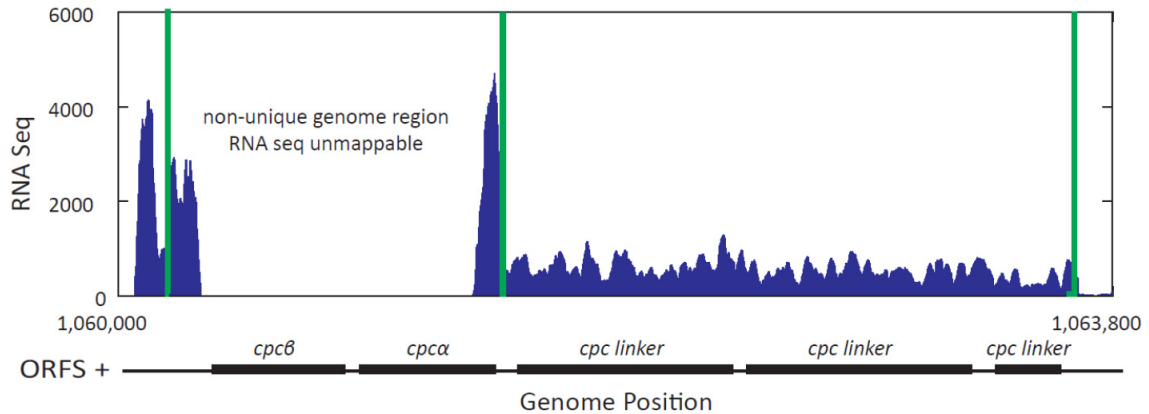 6000
4000
2000
0
RNA Seq
non-unique genome region
RNA seq unmappable
1,060,000
1,063,800
cpcβ
cpcα
cpc linker
cpc linker
cpc linker
ORFS +
Genome Position